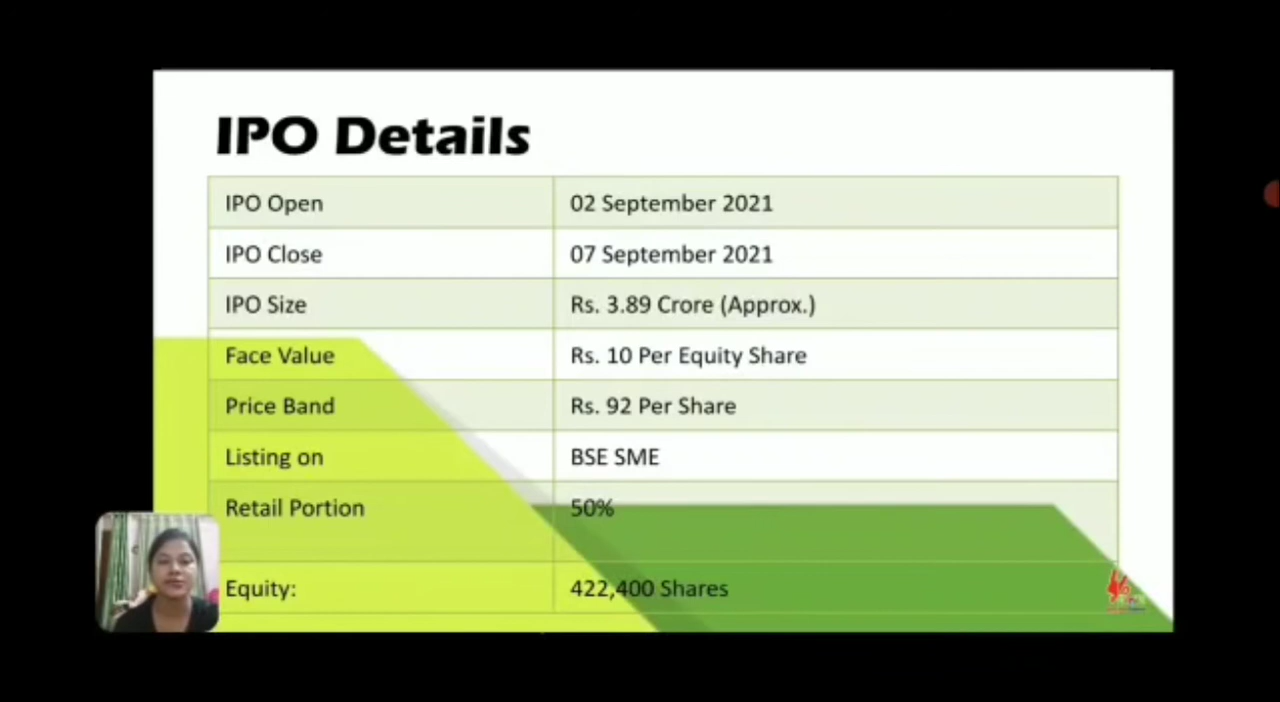 IPO Details
IPO Open 02 September 2021
IPO Close 07 September 2021
IPO Size Rs. 3.89 Crore (Approx.)
Face Value Rs. 10 Per Equity Share
Price Band Rs. 92 Per Share
Listing on BSE SME
Retail Portion 50%
Equity: 422,400 Shares